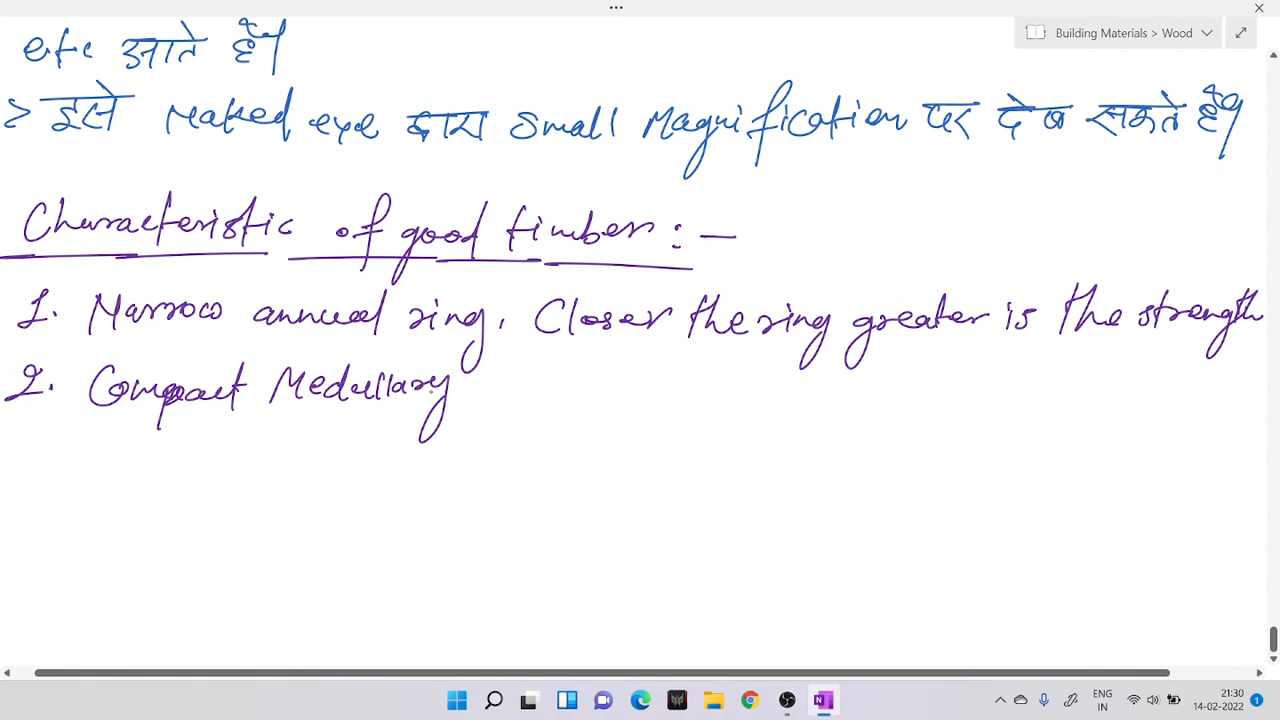 ...
Building Materials > Wood
etc आते हैं।
> इसे Naked eye द्वारा small Magnification पर देख सकते हैं।
Characteristic of good timber : —
1. Narrow annual ring, Closer the ring greater is the strength
2. Compact Medullary
ENG
IN
21:30
14-02-2022
1